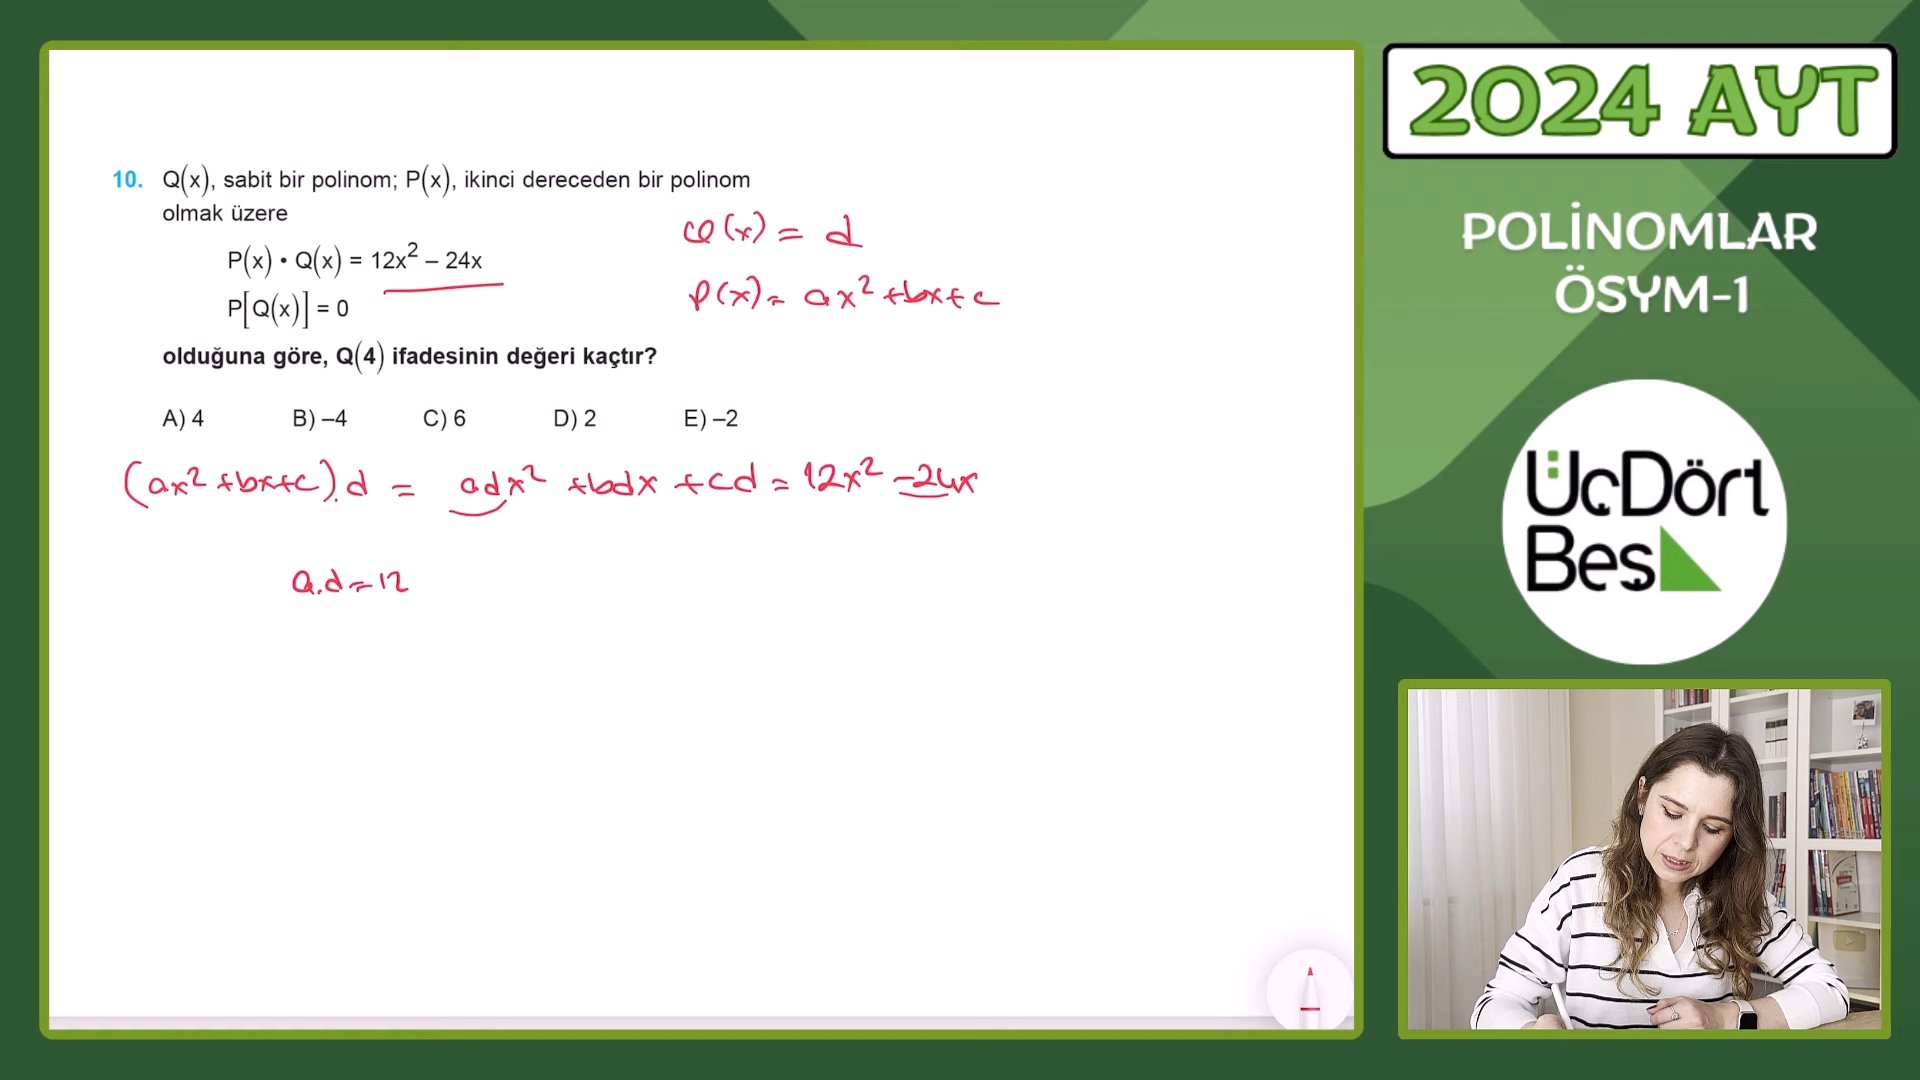 2024 AYT
POLİNOMLAR
ÖSYM-1
ÜçDört
Beş
10. Q(x), sabit bir polinom; P(x), ikinci dereceden bir polinom
olmak üzere
P(x) • Q(x) = 12x² – 24x
P[Q(x)] = 0
olduğuna göre, Q(4) ifadesinin değeri kaçtır?
A) 4 B) –4 C) 6 D) 2 E) –2
Q(x) = d
P(x) = ax² + bx + c
(ax² + bx + c).d = adx² + bdx + cd = 12x² - 24x
a.d = 12